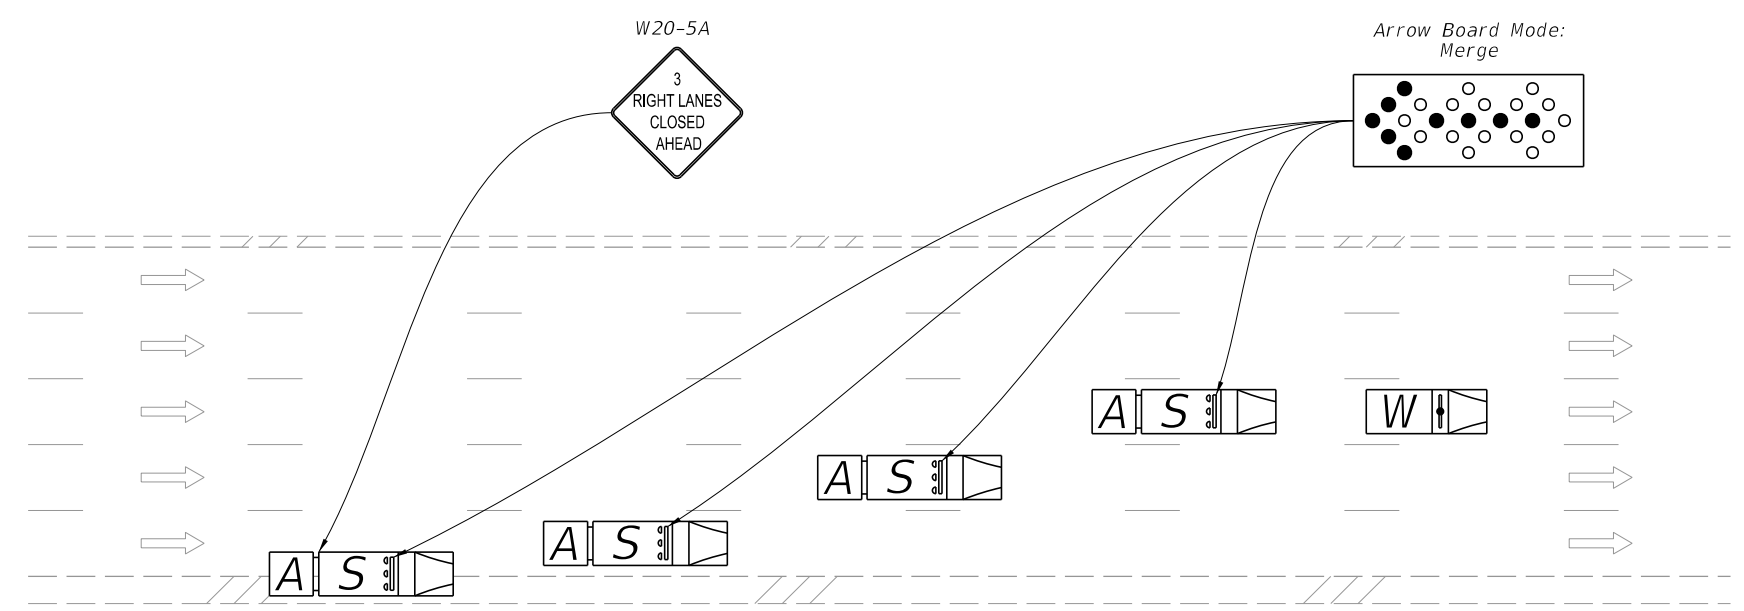 W20-5A
Arrow Board Mode:
Merge
3
RIGHT LANES
CLOSED
AHEAD
A S W
A S
A S
A S